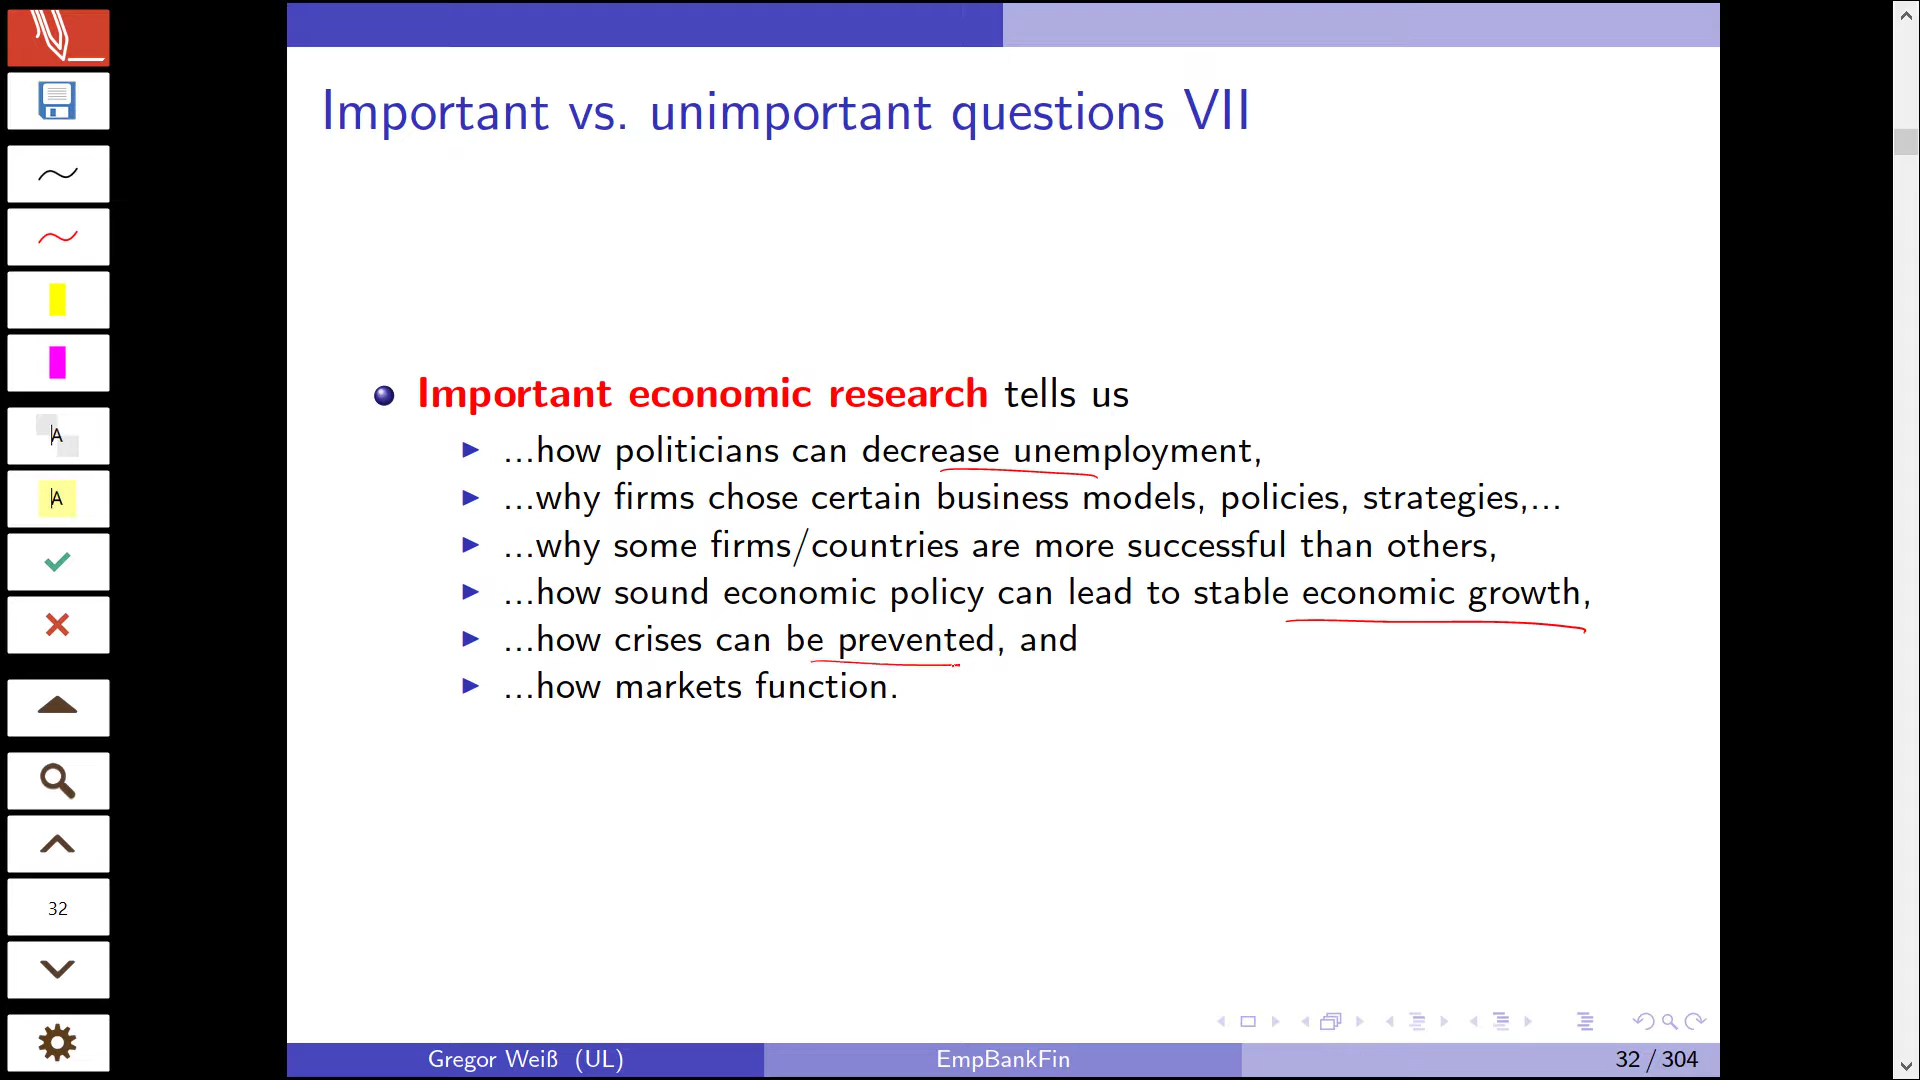 Important vs. unimportant questions VII
Important economic research tells us
...how politicians can decrease unemployment,
...why firms chose certain business models, policies, strategies,...
...why some firms/countries are more successful than others,
...how sound economic policy can lead to stable economic growth,
...how crises can be prevented, and
...how markets function.
A
A
32
Gregor Weiß (UL) EmpBankFin 32 / 304